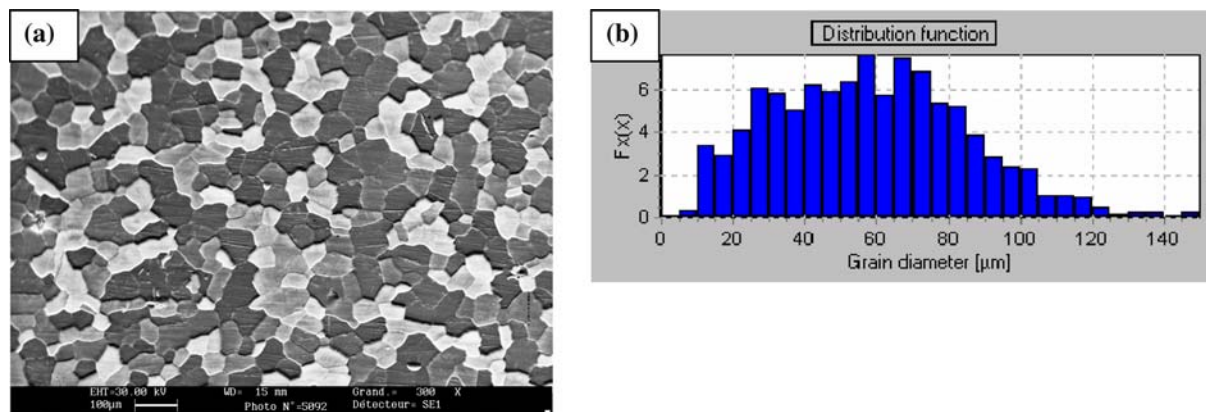 (a)
EHT=30.00 kV WD= 15 mm Grand.= 300 X
100µm Photo N°=5092 Détecteur= SE1
(b)
Distribution function
Fx(x)
6
4
2
0
0 20 40 60 80 100 120 140
Grain diameter [µm]